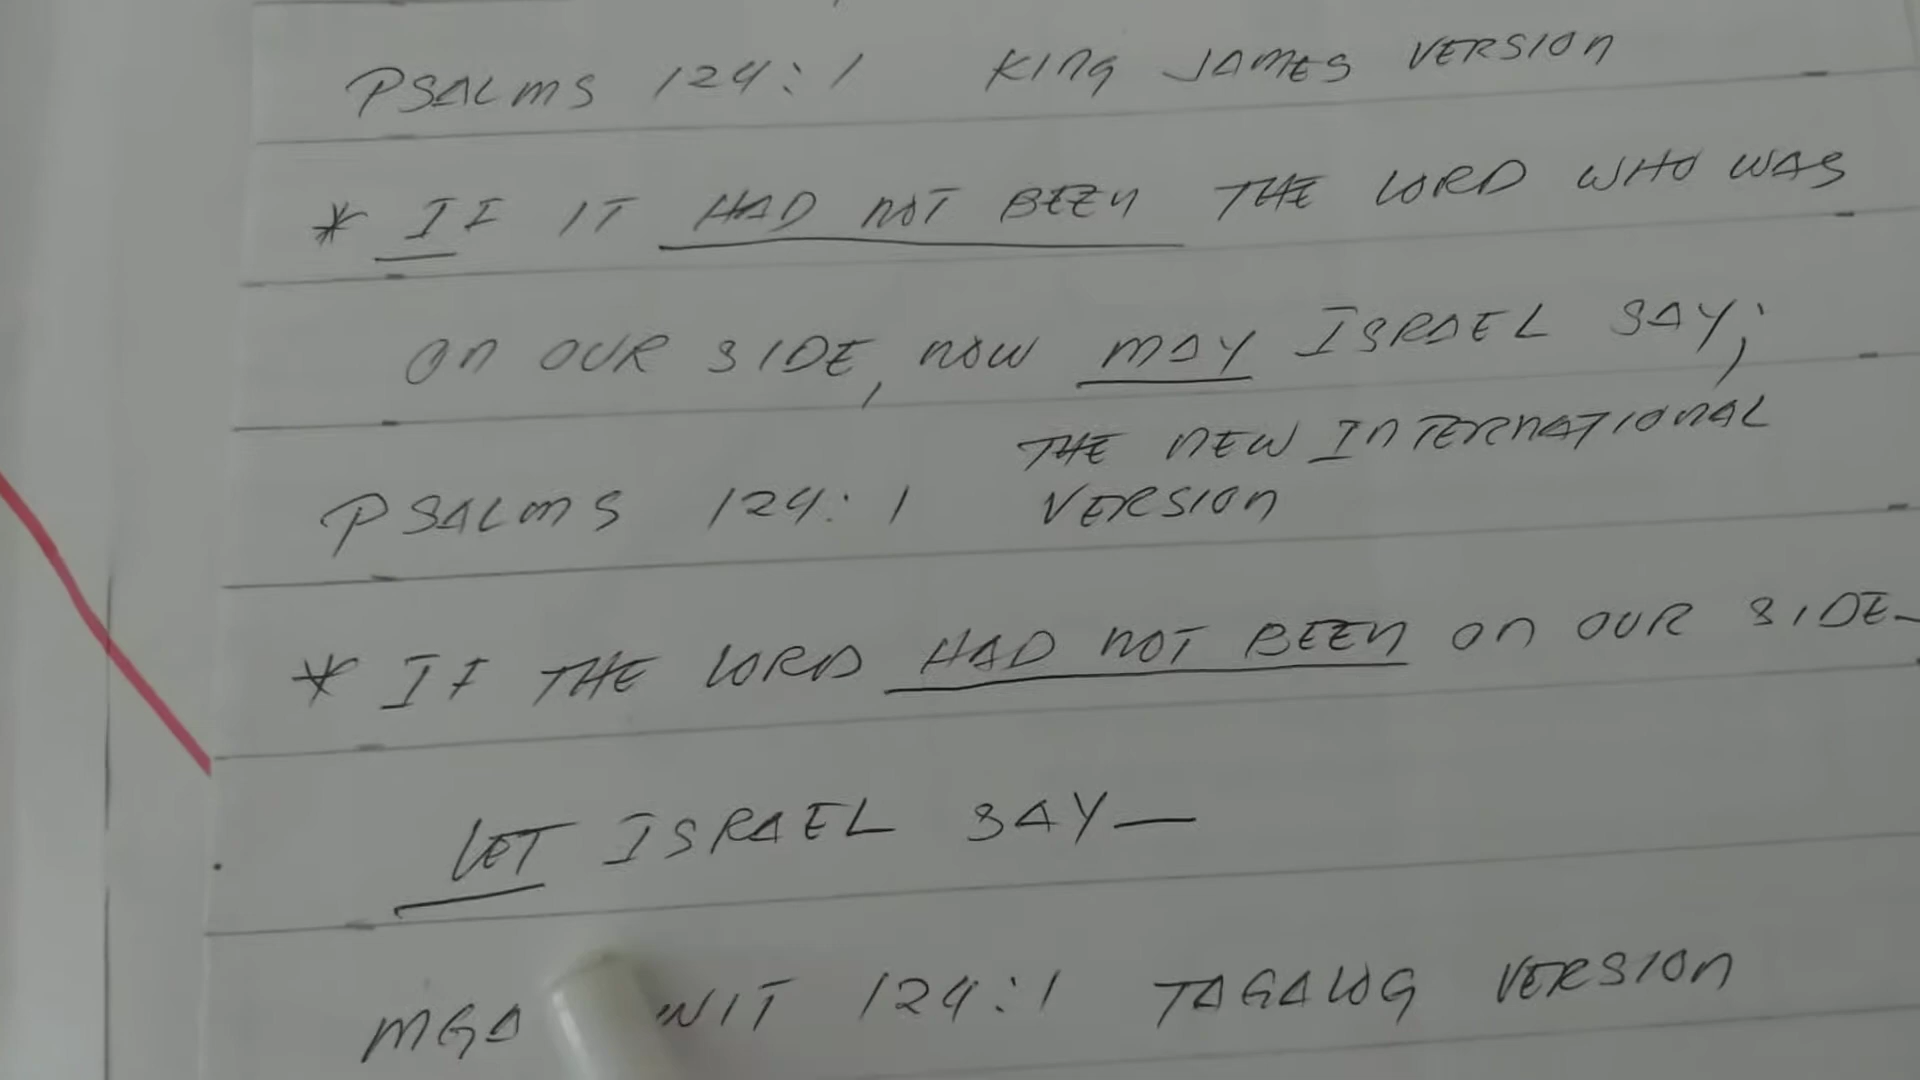 PSALMS 124:1 KING JAMES VERSION
* IF IT HAD NOT BEEN THE LORD WHO WAS
ON OUR SIDE, NOW MAY ISRAEL SAY;
THE NEW INTERNATIONAL
PSALMS 124:1 VERSION
* IF THE LORD HAD NOT BEEN ON OUR SIDE-
LET ISRAEL SAY—
MGA 124:1 TAGALOG VERSION